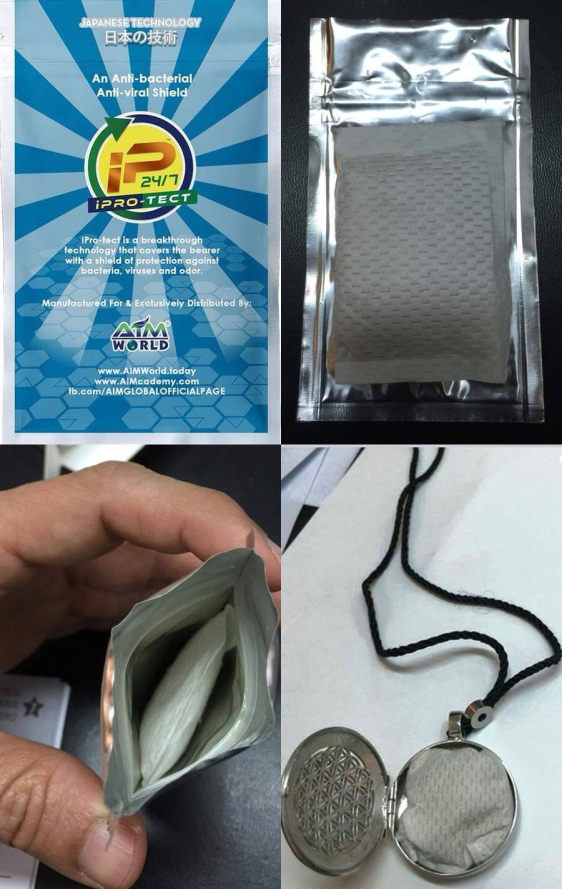 JAPANESE TECHNOLOGY
日本の技術
An Anti-bacterial
Anti-viral Shield
iP
24/7
iPRO-TECT
IPro-tect is a breakthrough
technology that covers the bearer
with a shield of protection against
bacteria, viruses and odor.
Manufactured For & Exclusively Distributed By:
AIM
WORLD
www.AIMWorld.today
www.AIMcademy.com
fb.com/AIMGLOBALOFFICIALPAGE